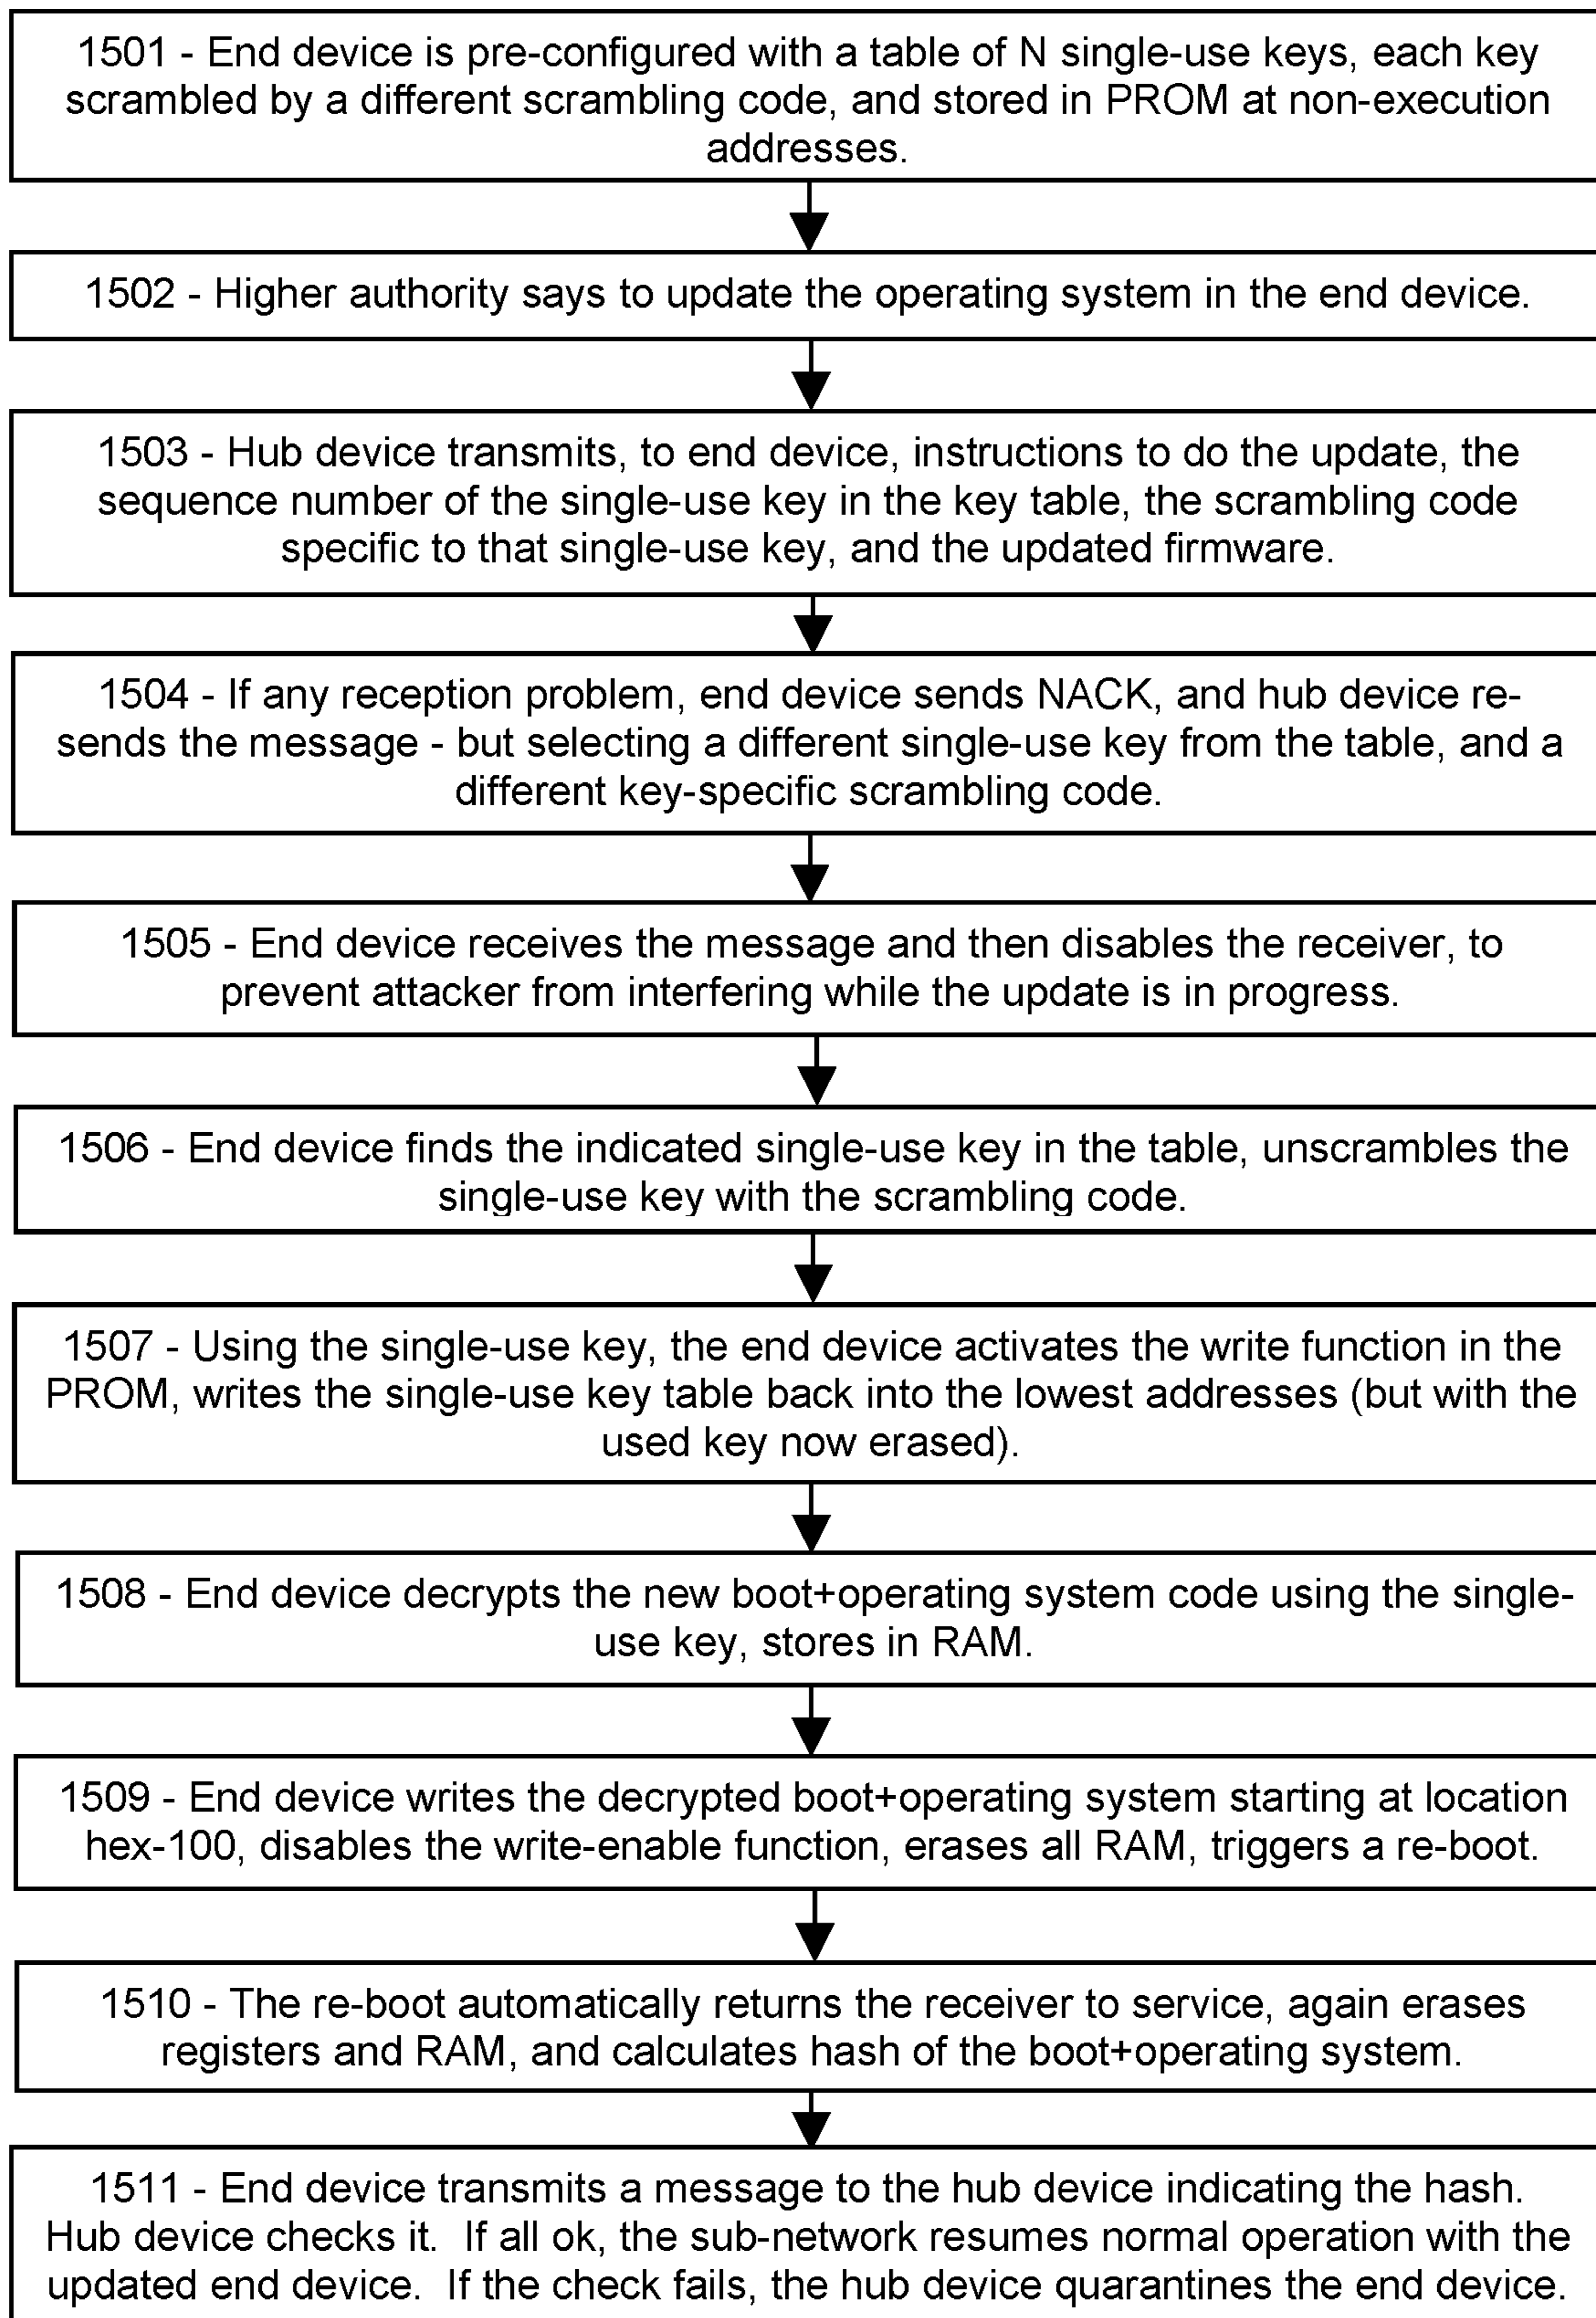 1501 - End device is pre-configured with a table of N single-use keys, each key
scrambled by a different scrambling code, and stored in PROM at non-execution
addresses.
1502 - Higher authority says to update the operating system in the end device.
1503 - Hub device transmits, to end device, instructions to do the update, the
sequence number of the single-use key in the key table, the scrambling code
specific to that single-use key, and the updated firmware.
1504 - If any reception problem, end device sends NACK, and hub device re-
sends the message - but selecting a different single-use key from the table, and a
different key-specific scrambling code.
1505 - End device receives the message and then disables the receiver, to
prevent attacker from interfering while the update is in progress.
1506 - End device finds the indicated single-use key in the table, unscrambles the
single-use key with the scrambling code.
1507 - Using the single-use key, the end device activates the write function in the
PROM, writes the single-use key table back into the lowest addresses (but with the
used key now erased).
1508 - End device decrypts the new boot+operating system code using the single-
use key, stores in RAM.
1509 - End device writes the decrypted boot+operating system starting at location
hex-100, disables the write-enable function, erases all RAM, triggers a re-boot.
1510 - The re-boot automatically returns the receiver to service, again erases
registers and RAM, and calculates hash of the boot+operating system.
1511 - End device transmits a message to the hub device indicating the hash.
Hub device checks it.  If all ok, the sub-network resumes normal operation with the
updated end device.  If the check fails, the hub device quarantines the end device.